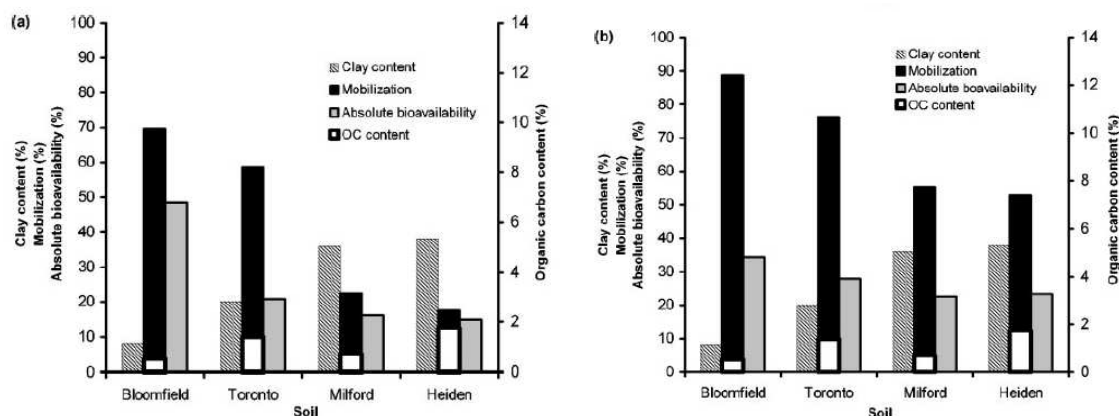 (a)
100
90
80
70
60
50
40
30
20
10
0
Clay content (%)
Mobilization (%)
Absolute bioavailability (%)
Clay content
Mobilization
Absolute bioavailability (%)
OC content
14
12
10
8
6
4
2
0
Organic carbon content (%)
Bloomfield Toronto Milford Heiden
Soil
(b)
100
90
80
70
60
50
40
30
20
10
0
Clay content (%)
Mobilization (%)
Absolute bioavailability (%)
Clay content
Mobilization
Absolute boavailability (%)
OC content
14
12
10
8
6
4
2
0
Organic carbon content (%)
Bloomfield Toronto Milford Heiden
Soil